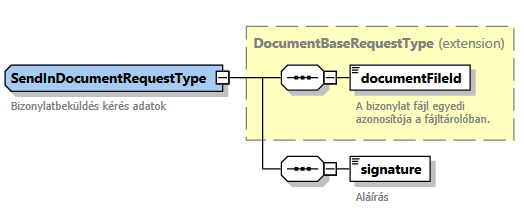 DocumentBaseRequestType (extension)
SendInDocumentRequestType
Bizonylatbeküldés kérés adatok
documentFileId
A bizonylat fájl egyedi
azonosítója a fájltárolóban.
signature
Aláírás